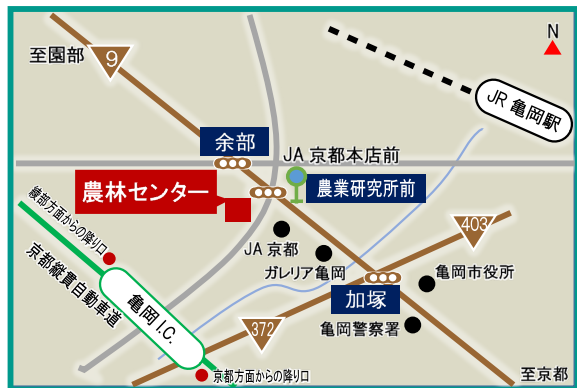 N
至園部
9
JR 亀岡駅
余部
JA 京都本店前
農林センター
農業研究所前
綾部方面からの降り口
403
JA 京都
ガレリア亀岡
京都縦貫自動車道
亀岡市役所
亀岡 I.C.
加塚
372
亀岡警察署
京都方面からの降り口
至京都